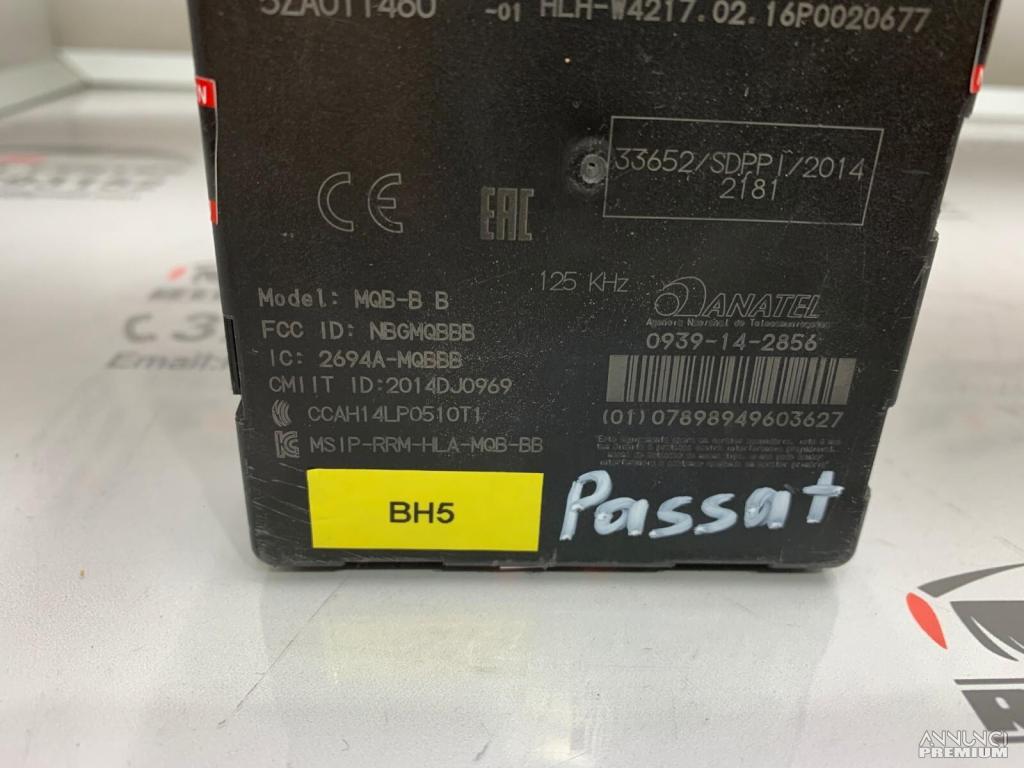 5ZA011460
-01 HLH-W4217.02.16P0020677
33652/SDPPI/2014
2181
CE
EAC
125 KHz
Model: MQB-B B
FCC ID: NBGMQBBB
IC: 2694A-MQBBB
CMIIT ID:2014DJ0969
CCAH14LP0510T1
MSIP-RRM-HLA-MQB-BB
ANATEL
0939-14-2856
(01)07898949603627
BH5
Passat
ANNUNCI
PREMIUM